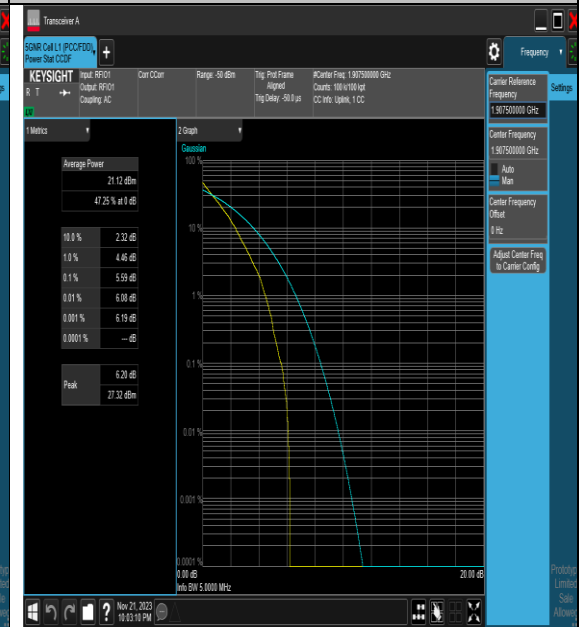 Transceiver A
5GNR Cell L1 (PCC/FDD)
Power Stat CCDF
+
Frequency
KEYSIGHT
R T
Input: RFIO1
Output: RFIO1
Coupling: AC
Corr CCorr
Range: -50 dBm
Trig: Prot Frame
Aligned
Trig Delay: -50.0 µs
#Center Freq: 1.907500000 GHz
Counts: 100 k/100 kpt
CC Info: Uplink, 1 CC
Settings
Carrier Reference
Frequency
1.907500000 GHz
Center Frequency
1.907500000 GHz
Auto
Man
Center Frequency
Offset
0 Hz
Adjust Center Freq
to Carrier Config
1 Metrics
Average Power
21.12 dBm
47.25 % at 0 dB
10.0 % 2.32 dB
1.0 % 4.46 dB
0.1 % 5.59 dB
0.01 % 6.08 dB
0.001 % 6.19 dB
0.0001 % --- dB
Peak
6.20 dB
27.32 dBm
2 Graph
Gaussian
100 %
10 %
1 %
0.1 %
0.01 %
0.001 %
0.0001 %
0.00 dB
20.00 dB
Info BW 5.0000 MHz
Nov 21, 2023
10:03:10 PM
?
Limited
Sale